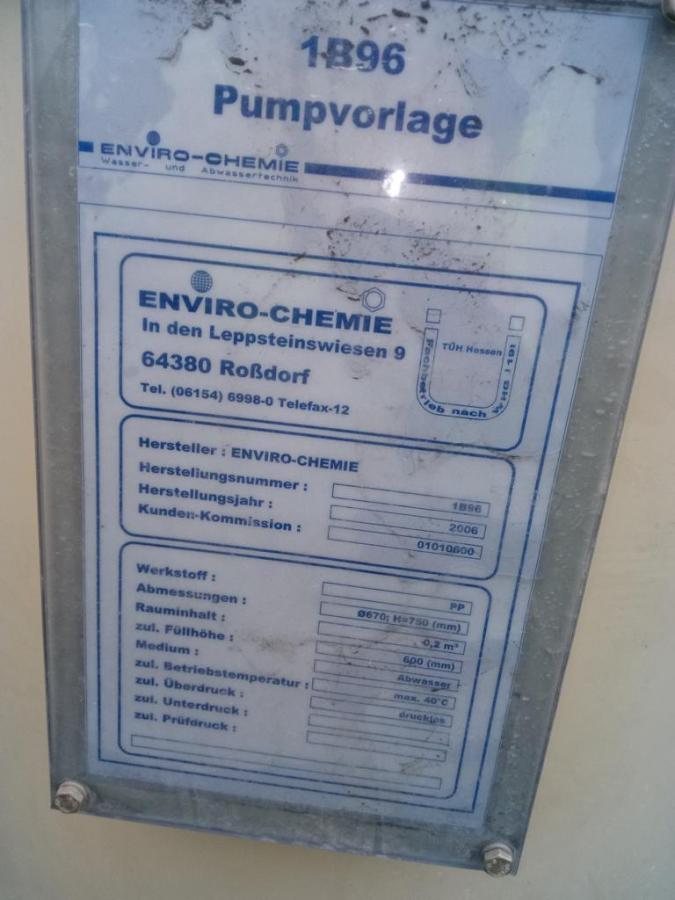 1B96
Pumpvorlage
ENVIRO-CHEMIE
Wasser- und Abwassertechnik
ENVIRO-CHEMIE
In den Leppsteinswiesen 9
64380 Roßdorf
Tel. (06154) 6998-0 Telefax-12
TÜH Hessen
Fachbetrieb nach WHG
Hersteller : ENVIRO-CHEMIE
Herstellungsnummer : 1B96
Herstellungsjahr : 2006
Kunden-Kommission : 01010600
Werkstoff : PP
Abmessungen : Ø670; H=750 (mm)
Rauminhalt : 0,2 m³
zul. Füllhöhe : 600 (mm)
Medium : Abwasser
zul. Betriebstemperatur : max. 40°C
zul. Überdruck : drucklos
zul. Unterdruck :
zul. Prüfdruck :